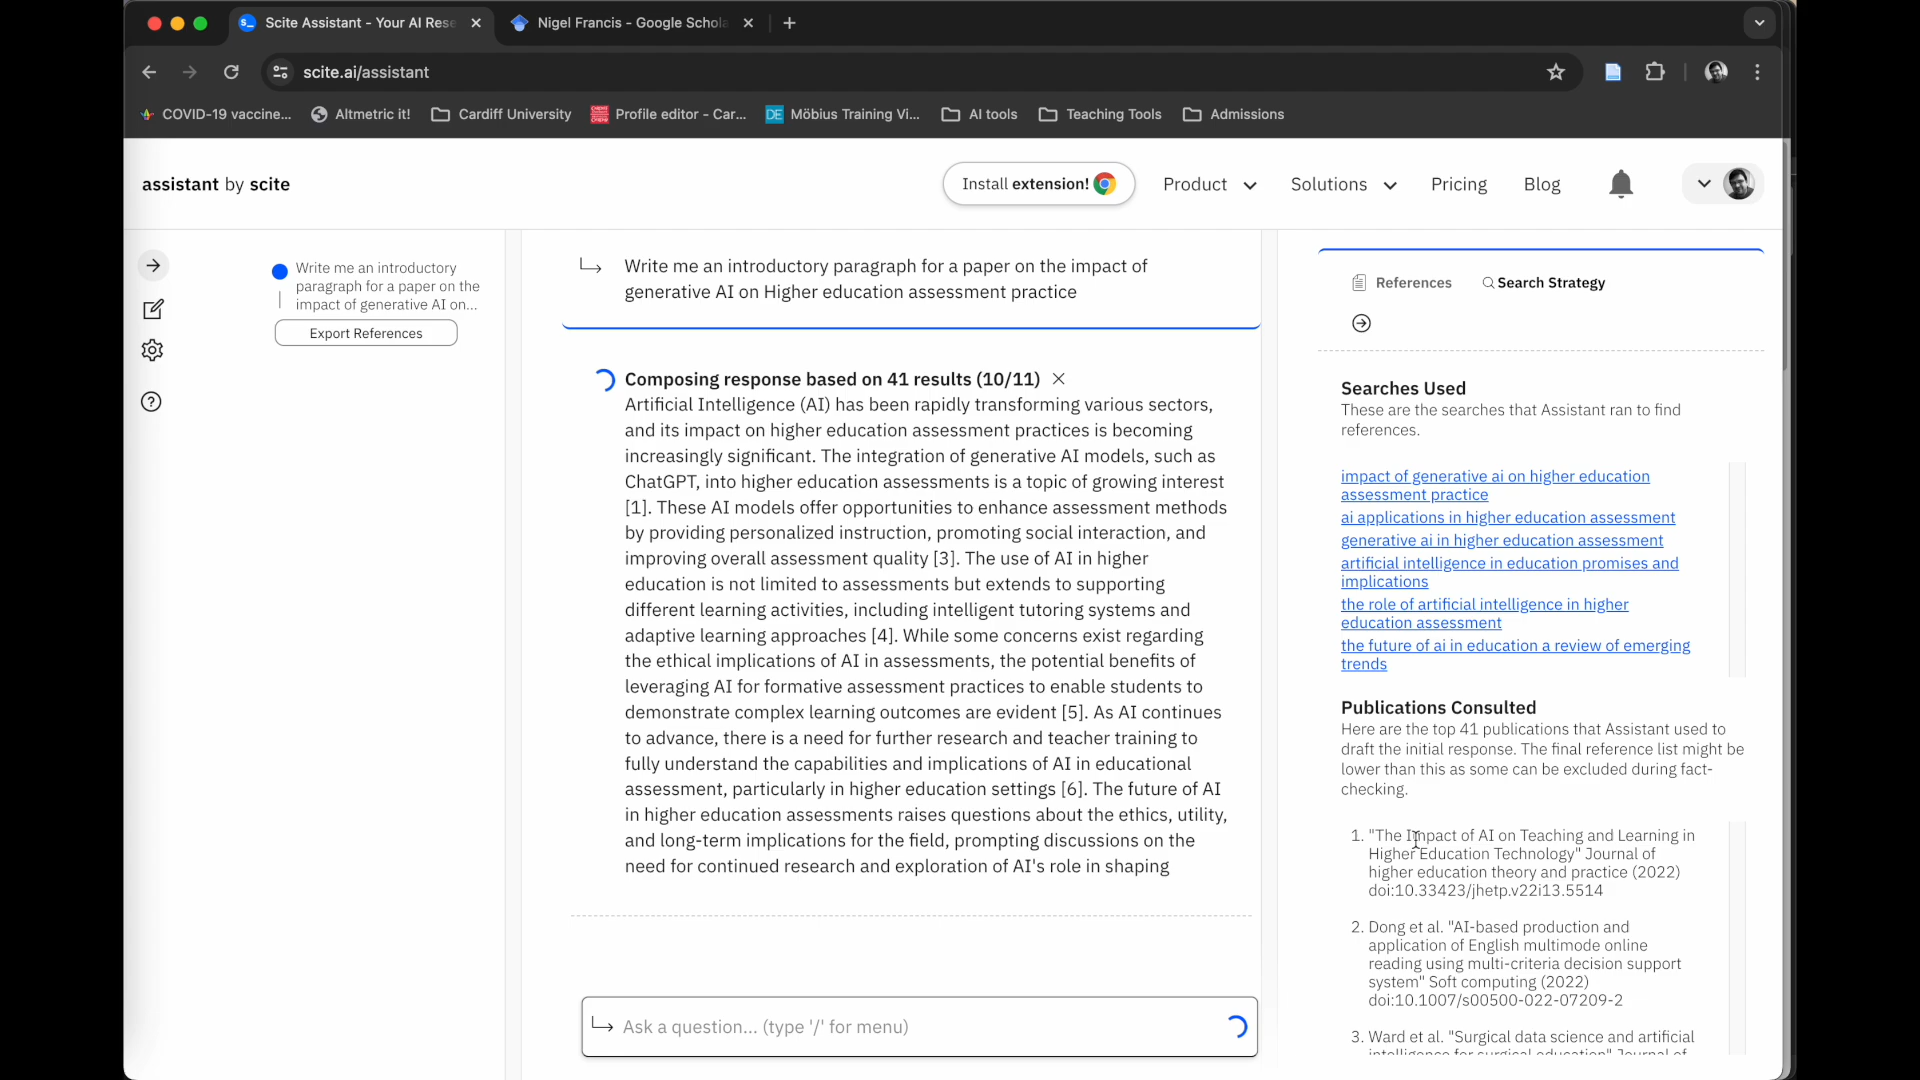 Scite Assistant - Your AI Rese
Nigel Francis - Google Schola
scite.ai/assistant
COVID-19 vaccine...
Altmetric it!
Cardiff University
Profile editor - Car...
DE
Möbius Training Vi...
AI tools
Teaching Tools
Admissions
assistant by scite
Install extension!
Product
Solutions
Pricing
Blog
Write me an introductory
paragraph for a paper on the
impact of generative AI on...
Export References
Write me an introductory paragraph for a paper on the impact of
generative AI on Higher education assessment practice
Composing response based on 41 results (10/11)
Artificial Intelligence (AI) has been rapidly transforming various sectors,
and its impact on higher education assessment practices is becoming
increasingly significant. The integration of generative AI models, such as
ChatGPT, into higher education assessments is a topic of growing interest
[1]. These AI models offer opportunities to enhance assessment methods
by providing personalized instruction, promoting social interaction, and
improving overall assessment quality [3]. The use of AI in higher
education is not limited to assessments but extends to supporting
different learning activities, including intelligent tutoring systems and
adaptive learning approaches [4]. While some concerns exist regarding
the ethical implications of AI in assessments, the potential benefits of
leveraging AI for formative assessment practices to enable students to
demonstrate complex learning outcomes are evident [5]. As AI continues
to advance, there is a need for further research and teacher training to
fully understand the capabilities and implications of AI in educational
assessment, particularly in higher education settings [6]. The future of AI
in higher education assessments raises questions about the ethics, utility,
and long-term implications for the field, prompting discussions on the
need for continued research and exploration of AI's role in shaping
Ask a question... (type '/' for menu)
References
Search Strategy
Searches Used
These are the searches that Assistant ran to find
references.
impact of generative ai on higher education
assessment practice
ai applications in higher education assessment
generative ai in higher education assessment
artificial intelligence in education promises and
implications
the role of artificial intelligence in higher
education assessment
the future of ai in education a review of emerging
trends
Publications Consulted
Here are the top 41 publications that Assistant used to
draft the initial response. The final reference list might be
lower than this as some can be excluded during fact-
checking.
1. "The Impact of AI on Teaching and Learning in
Higher Education Technology" Journal of
higher education theory and practice (2022)
doi:10.33423/jhetp.v22i13.5514
2. Dong et al. "AI-based production and
application of English multimode online
reading using multi-criteria decision support
system" Soft computing (2022)
doi:10.1007/s00500-022-07209-2
3. Ward et al. "Surgical data science and artificial
intelligence for surgical education" Journal of